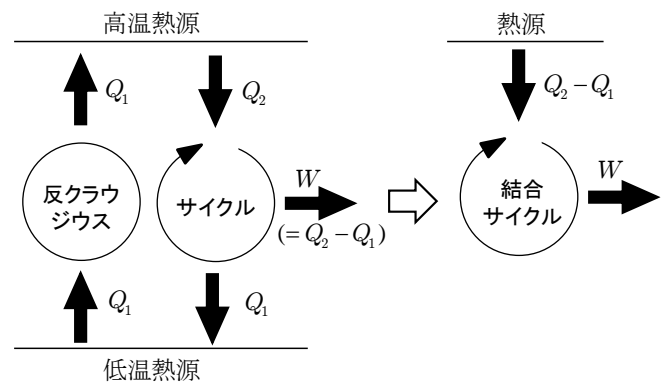 高温熱源
熱源
Q₁
Q₂
Q₂−Q₁
反クラウ
ジウス
サイクル
W
(=Q₂−Q₁)
結合
サイクル
W
Q₁
Q₁
低温熱源